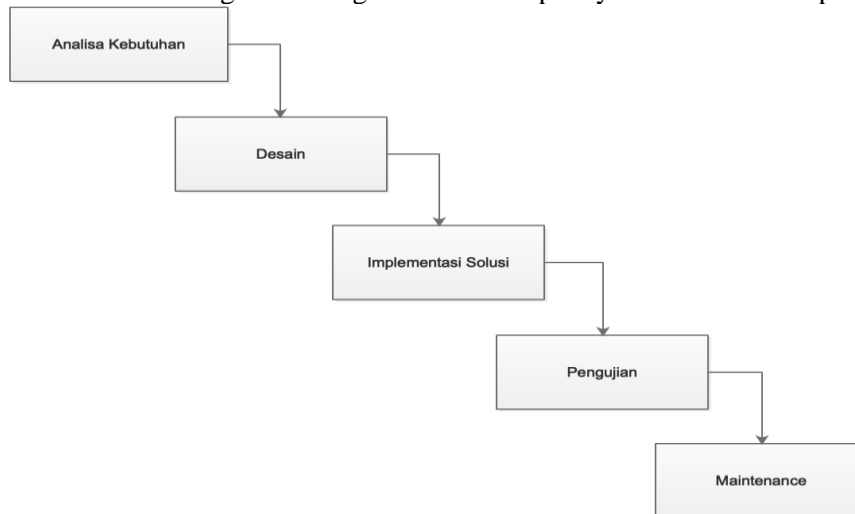 Analisa Kebutuhan
Desain
Implementasi Solusi
Pengujian
Maintenance